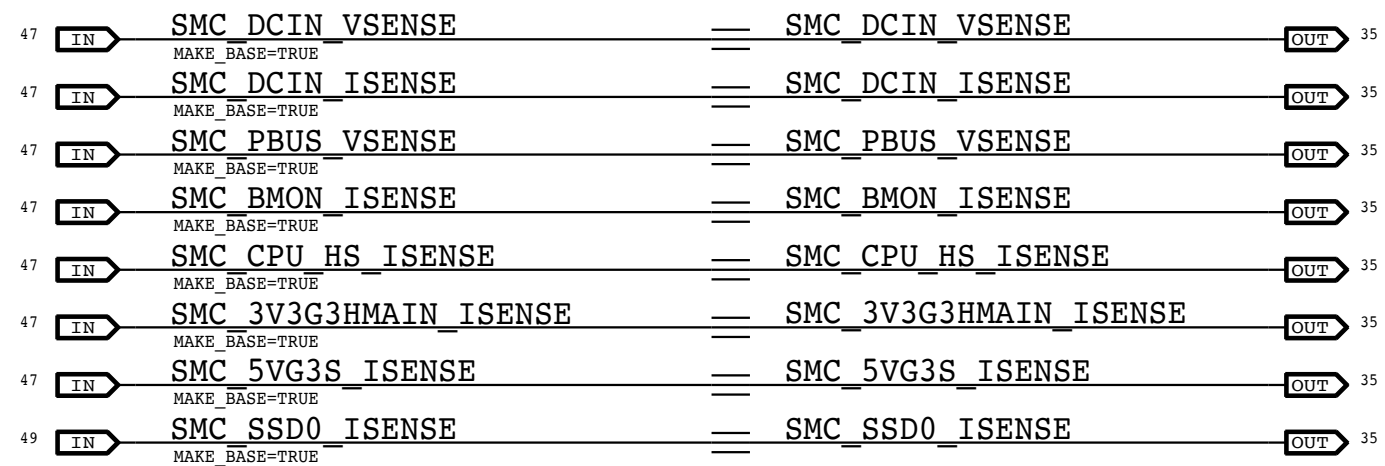 47 IN SMC_DCIN_VSENSE SMC_DCIN_VSENSE OUT 35
MAKE_BASE=TRUE
47 IN SMC_DCIN_ISENSE SMC_DCIN_ISENSE OUT 35
MAKE_BASE=TRUE
47 IN SMC_PBUS_VSENSE SMC_PBUS_VSENSE OUT 35
MAKE_BASE=TRUE
47 IN SMC_BMON_ISENSE SMC_BMON_ISENSE OUT 35
MAKE_BASE=TRUE
47 IN SMC_CPU_HS_ISENSE SMC_CPU_HS_ISENSE OUT 35
MAKE_BASE=TRUE
47 IN SMC_3V3G3HMAIN_ISENSE SMC_3V3G3HMAIN_ISENSE OUT 35
MAKE_BASE=TRUE
47 IN SMC_5VG3S_ISENSE SMC_5VG3S_ISENSE OUT 35
MAKE_BASE=TRUE
49 IN SMC_SSD0_ISENSE SMC_SSD0_ISENSE OUT 35
MAKE_BASE=TRUE